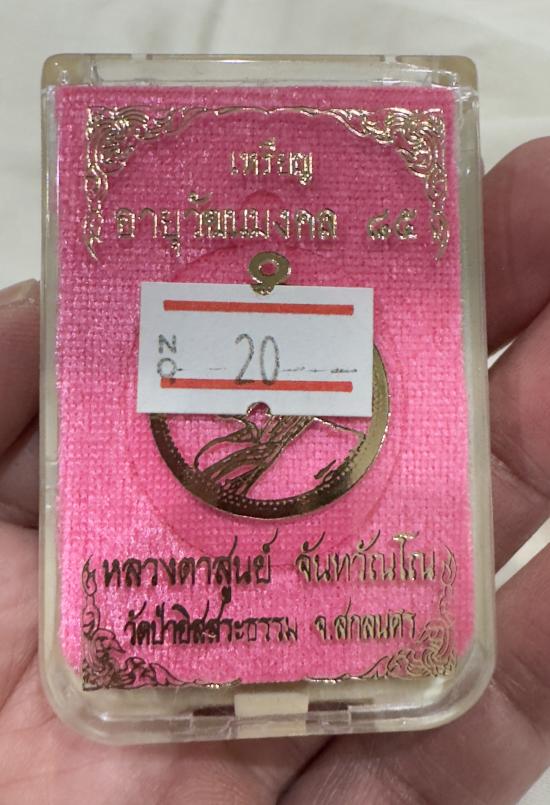 เหรียญ
อายุวัฒนมงคล ๘๕
NO. 20
หลวงตาสูนย์ จันทวัณโณ
วัดป่าอิสสระธรรม จ.สกลนคร